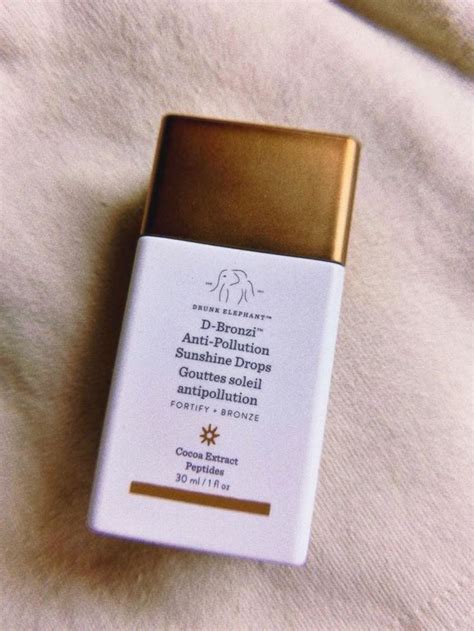 DRUNK ELEPHANT™
D-Bronzi™
Anti-Pollution
Sunshine Drops
Gouttes soleil
antipollution
FORTIFY + BRONZE
Cocoa Extract
Peptides
30 ml / 1 fl oz